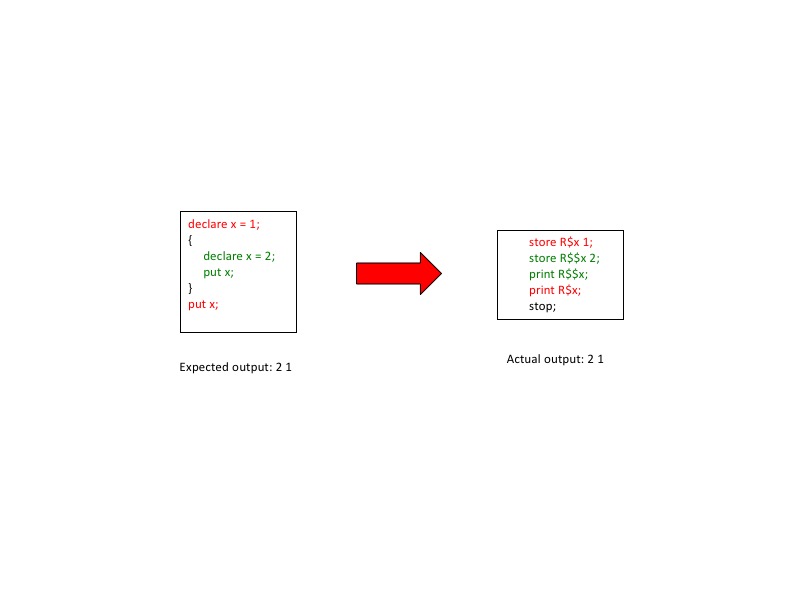 declare x = 1;
{
declare x = 2;
put x;
}
put x;
Expected output: 2 1
store R$x 1;
store R$$x 2;
print R$$x;
print R$x;
stop;
Actual output: 2 1